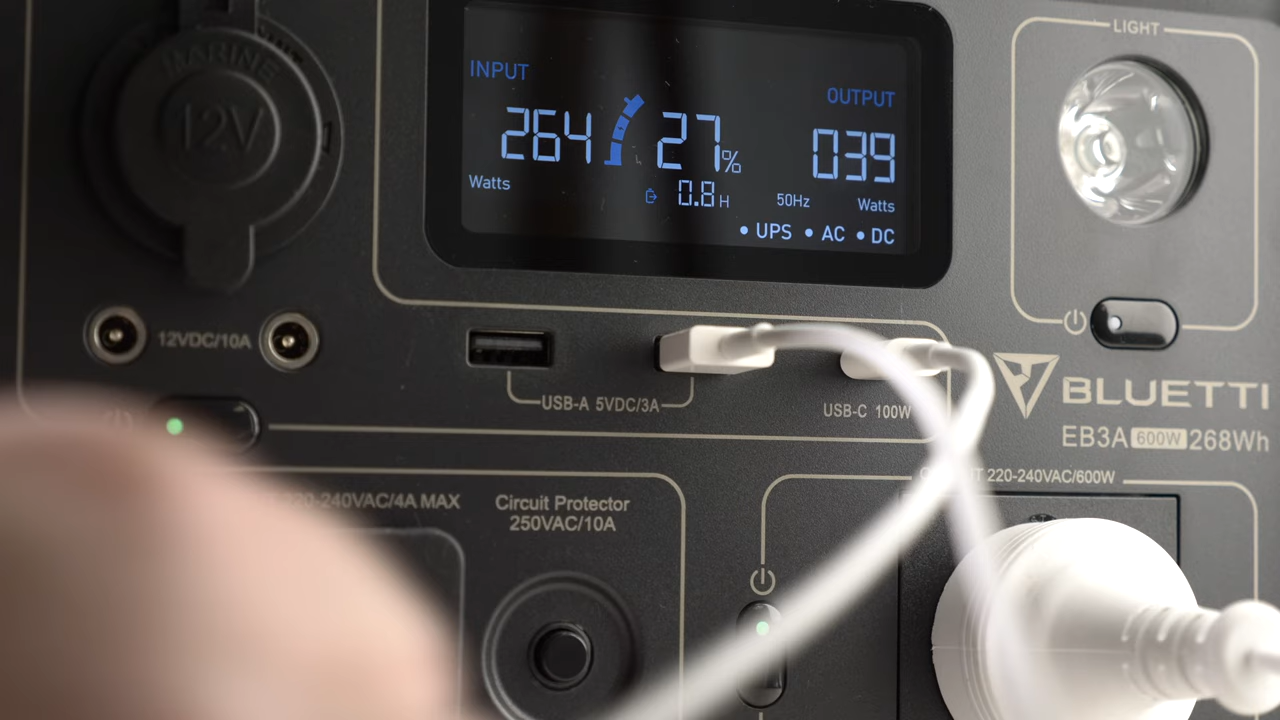 MARINE
12V
INPUT
264
Watts
27%
0.8H
OUTPUT
039
50Hz
Watts
• UPS • AC • DC
LIGHT
12VDC/10A
USB-A 5VDC/3A
USB-C 100W
BLUETTI
EB3A 600W 268Wh
220-240VAC/4A MAX
Circuit Protector
250VAC/10A
220-240VAC/600W